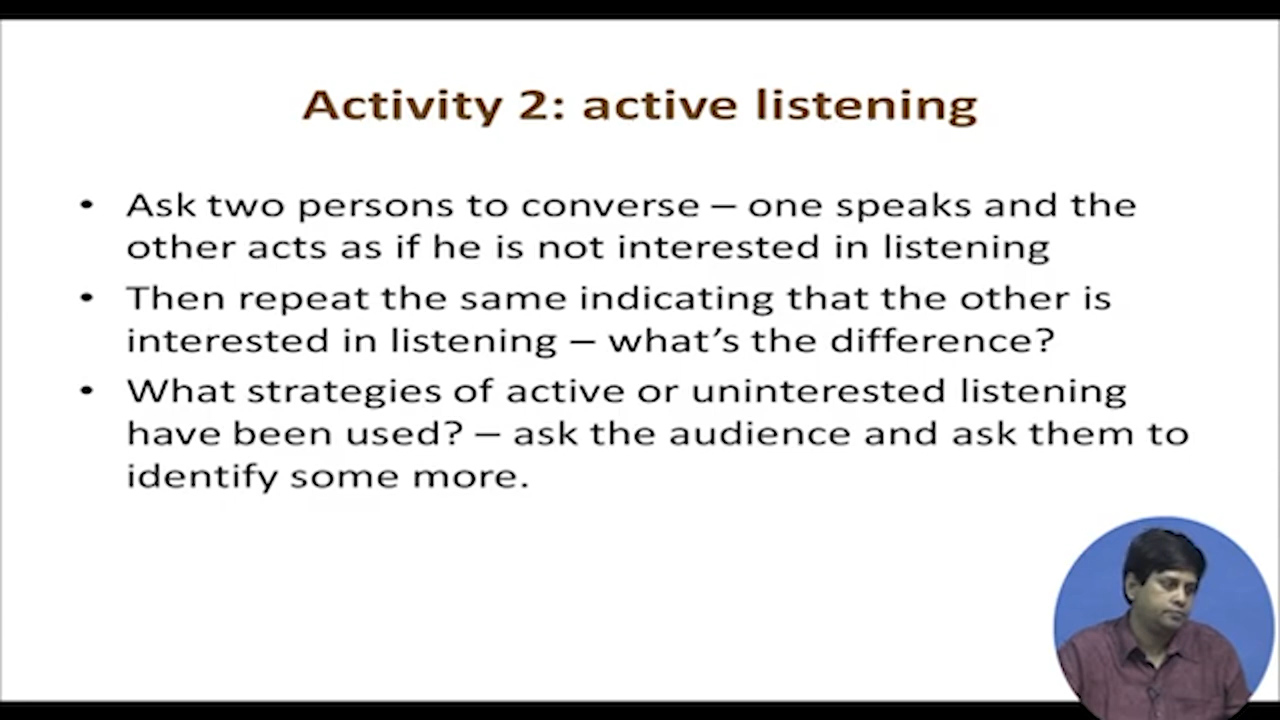 Activity 2: active listening
• Ask two persons to converse – one speaks and the
other acts as if he is not interested in listening
• Then repeat the same indicating that the other is
interested in listening – what’s the difference?
• What strategies of active or uninterested listening
have been used? – ask the audience and ask them to
identify some more.